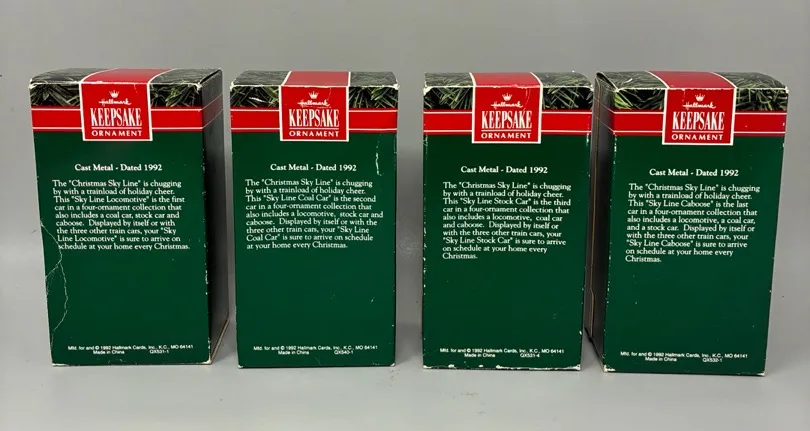 Hallmark
KEEPSAKE
ORNAMENT
Cast Metal - Dated 1992
The "Christmas Sky Line" is chugging
by with a trainload of holiday cheer.
This "Sky Line Locomotive" is the first
car in a four-ornament collection that
also includes a coal car, stock car and
caboose. Displayed by itself or with
the three other train cars, your "Sky
Line Locomotive" is sure to arrive on
schedule at your home every Christmas.
Mfd. for and © 1992 Hallmark Cards, Inc., K.C., MO 64141
Made in China QX531-1
Hallmark
KEEPSAKE
ORNAMENT
Cast Metal - Dated 1992
The "Christmas Sky Line" is chugging
by with a trainload of holiday cheer.
This "Sky Line Coal Car" is the second
car in a four-ornament collection that
also includes a locomotive, stock car and
caboose. Displayed by itself or with the
three other train cars, your "Sky Line
Coal Car" is sure to arrive on schedule
at your home every Christmas.
Mfd. for and © 1992 Hallmark Cards, Inc., K.C., MO 64141
Made in China QX540-1
Hallmark
KEEPSAKE
ORNAMENT
Cast Metal - Dated 1992
The "Christmas Sky Line" is chugging
by with a trainload of holiday cheer.
This "Sky Line Stock Car" is the third
car in a four-ornament collection that
also includes a locomotive, coal car
and caboose. Displayed by itself or
with the three other train cars, your
"Sky Line Stock Car" is sure to arrive
on schedule at your home every
Christmas.
Mfd. for and © 1992 Hallmark Cards, Inc., K.C., MO 64141
Made in China QX531-4
Hallmark
KEEPSAKE
ORNAMENT
Cast Metal - Dated 1992
The "Christmas Sky Line" is chugging
by with a trainload of holiday cheer.
This "Sky Line Caboose" is the last
car in a four-ornament collection that
also includes a locomotive, a coal car,
and a stock car. Displayed by itself or
with the three other train cars, your
"Sky Line Caboose" is sure to arrive
on schedule at your home every
Christmas.
Mfd. for and © 1992 Hallmark Cards, Inc., K.C., MO 64141
Made in China QX532-1